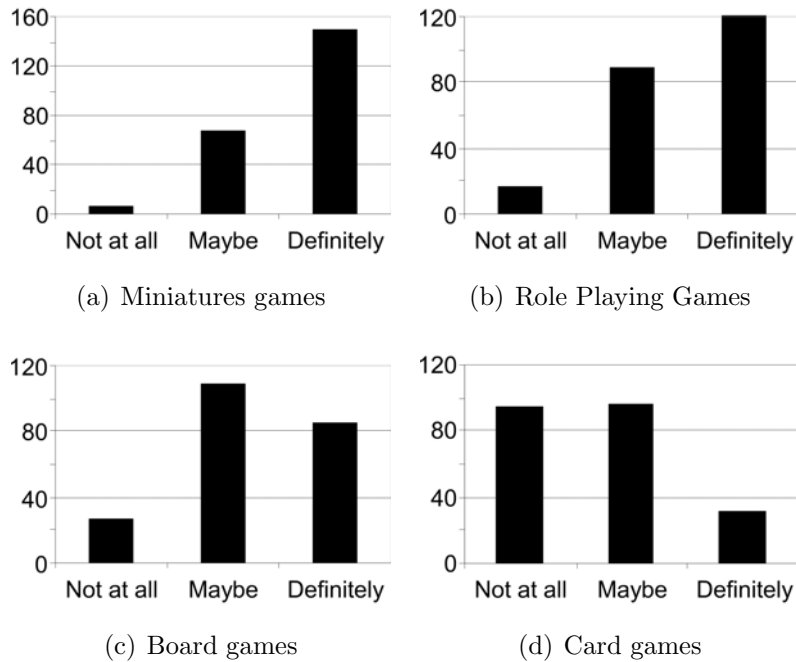 160
120
80
40
0
Not at all Maybe Definitely
(a) Miniatures games
120
80
40
0
Not at all Maybe Definitely
(b) Role Playing Games
120
80
40
0
Not at all Maybe Definitely
(c) Board games
120
80
40
0
Not at all Maybe Definitely
(d) Card games